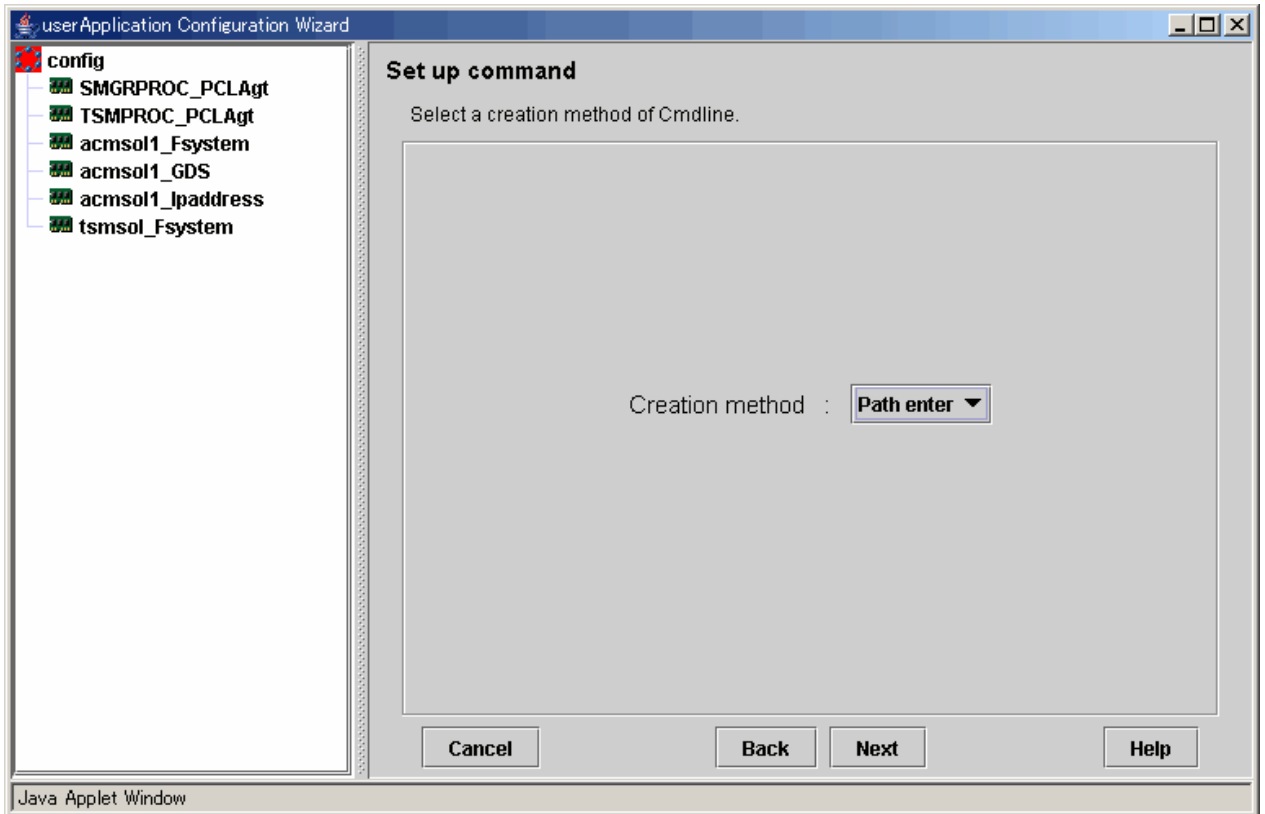 userApplication Configuration Wizard
config
SMGRPROC_PCLAgt
TSMPROC_PCLAgt
acmsol1_Fsystem
acmsol1_GDS
acmsol1_Ipaddress
tsmsol_Fsystem
Set up command
Select a creation method of Cmdline.
Creation method : Path enter
Cancel Back Next Help
Java Applet Window